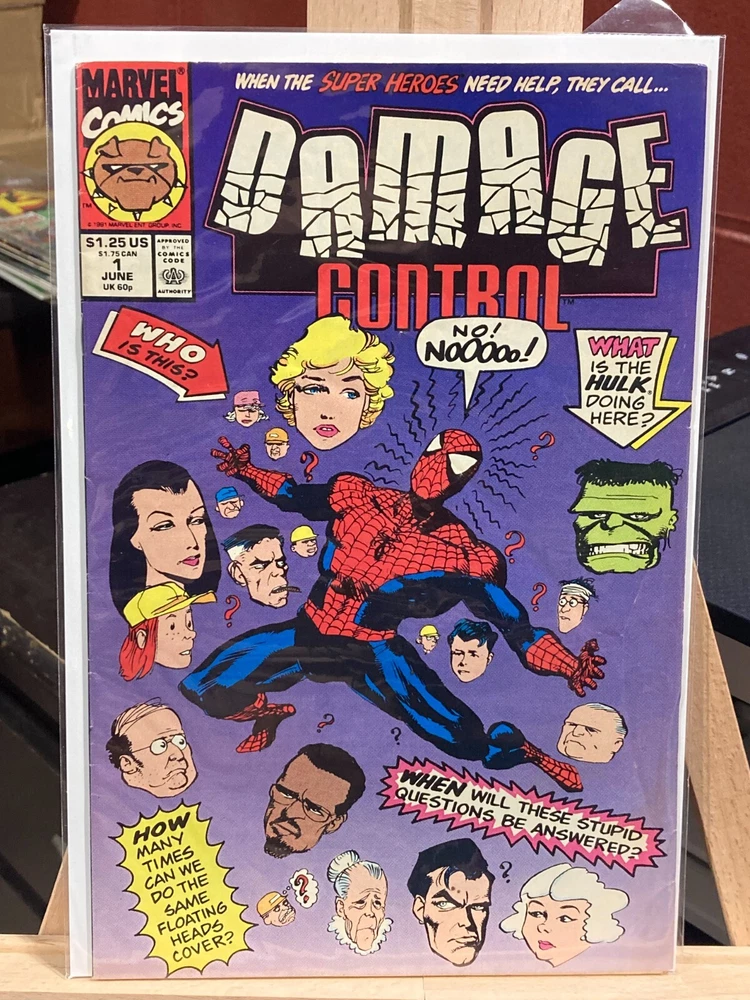 WHEN THE SUPER HEROES NEED HELP, THEY CALL...
MARVEL®
COMICS
TM
© 1991 MARVEL ENT GROUP, INC
$1.25 US
$1.75 CAN
1
JUNE
UK 60p
APPROVED
BY THE
COMICS
CODE
CA
AUTHORITY
DAMAGE
CONTROL™
WHO
IS THIS?
NO!
NOOOoo!
WHAT
IS THE
HULK®
DOING
HERE?
?
?
?
?
?
?
?
?
WHEN WILL THESE STUPID
QUESTIONS BE ANSWERED?
HOW
MANY
TIMES
CAN WE
DO THE
SAME
FLOATING
HEADS
COVER?
?